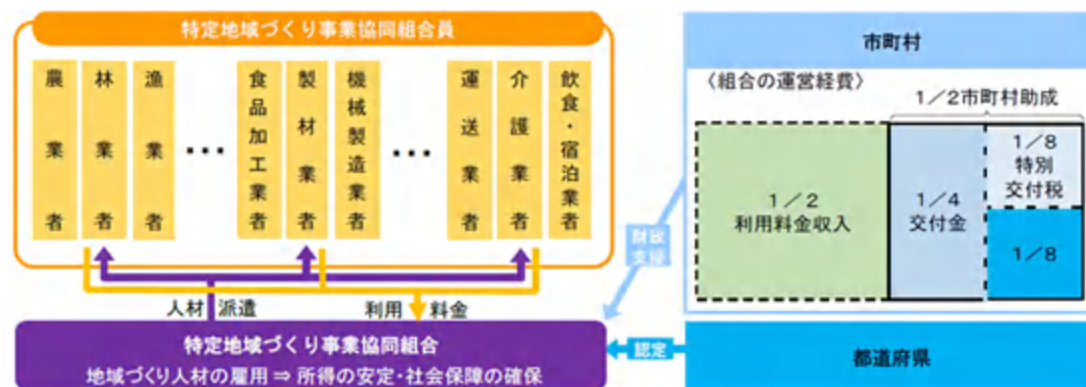 特定地域づくり事業協同組合員
農業者
林業者
漁業者
･･･
食品加工業者
製材業者
機械製造業者
･･･
運送業者
介護業者
飲食・宿泊業者
人材派遣
利用料金
特定地域づくり事業協同組合
地域づくり人材の雇用 ⇒ 所得の安定・社会保障の確保
市町村
〈組合の運営経費〉
1／2市町村助成
1／2
利用料金収入
1／4
交付金
1／8
特別
交付税
1／8
財政
支援
認定
都道府県